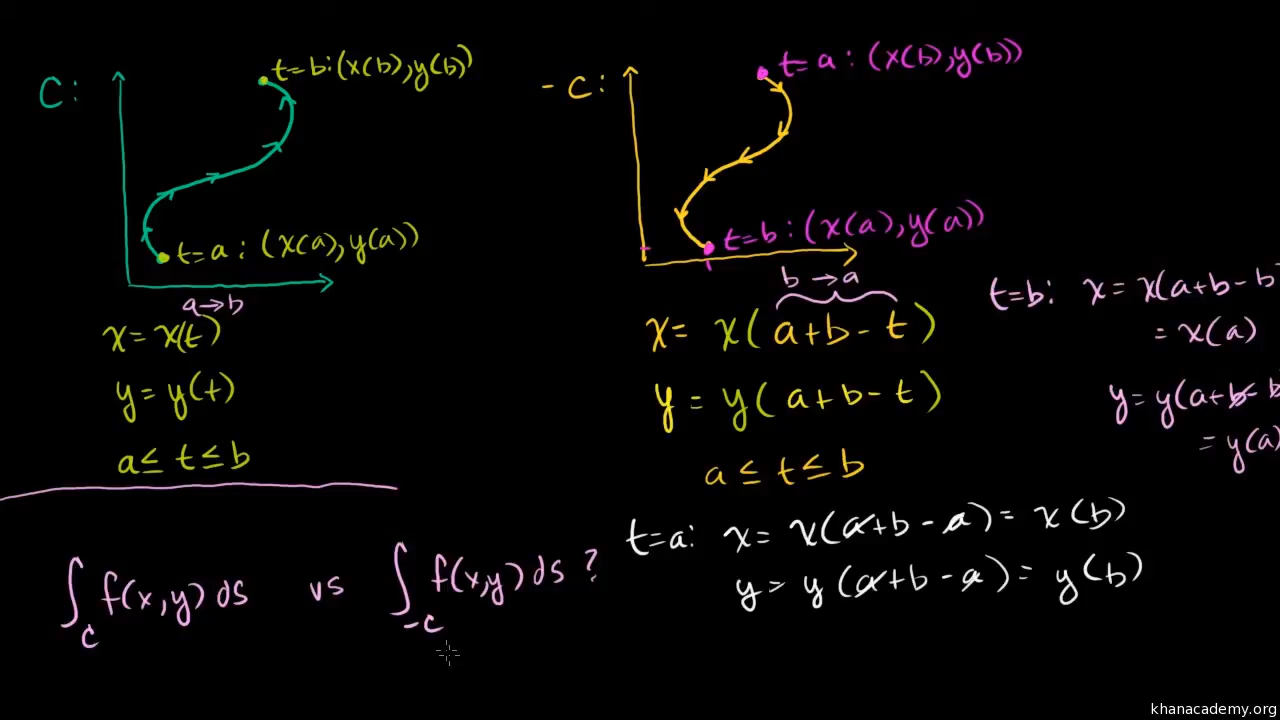 C:
t=b:(x(b),y(b))
t=a : (x(a),y(a))
a→b
x= x(t)
y= y(t)
a≤ t ≤ b
-C:
t=a : (x(b),y(b))
t=b : (x(a),y(a))
b → a
x= x(a+b-t)
y= y(a+b-t)
a ≤ t ≤ b
t=b: x= x(a+b-b
= x(a)
y= y(a+b-b
= y(a)
t=a: x= x(a+b-a)= x(b)
y= y(a+b-a)= y(b)
∫C f(x,y) ds vs ∫-C f(x,y) ds ?
khanacademy.org